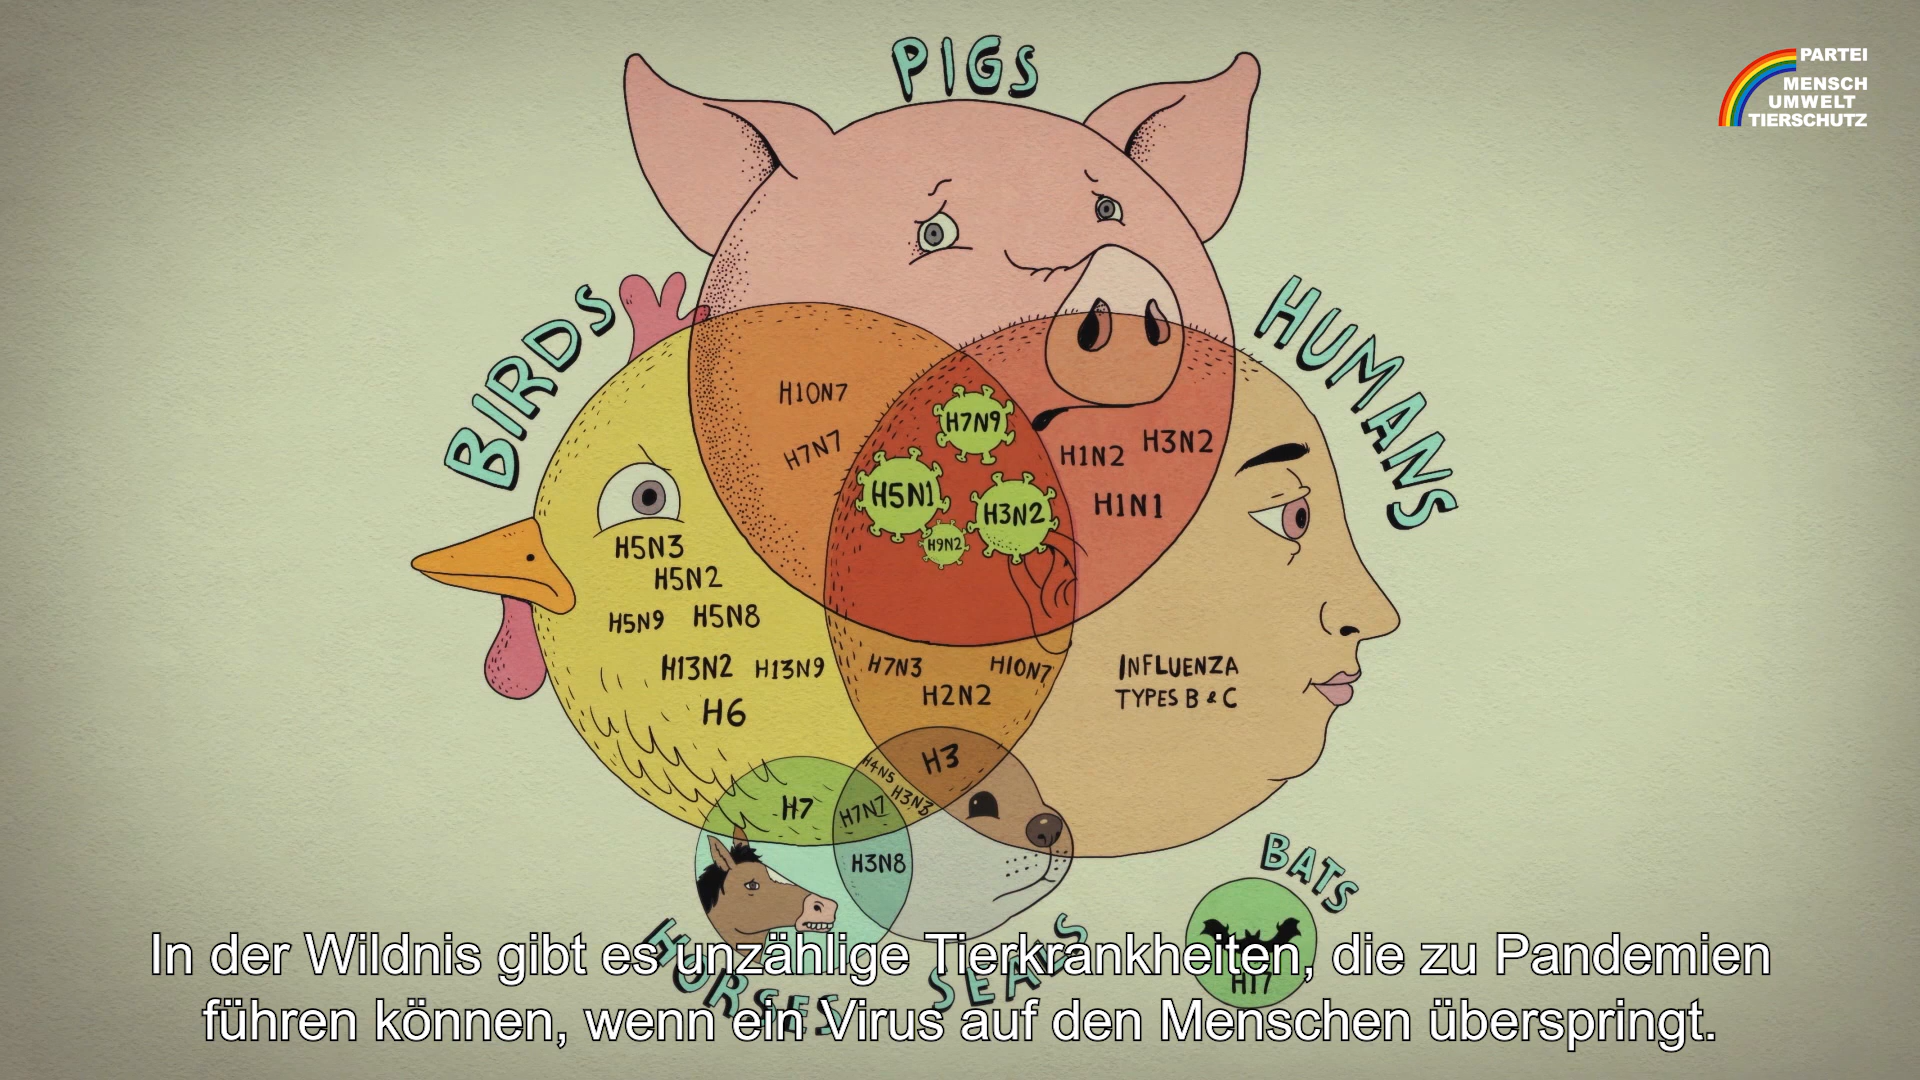 PIGS
PARTEI
MENSCH
UMWELT
TIERSCHUTZ
BIRDS
HUMANS
H10N7
H7N7
H7N9
H5N1
H3N2
H9N2
H1N2
H3N2
H1N1
H5N3
H5N2
H5N9
H5N8
H13N2
H13N9
H6
H7N3
H10N7
H2N2
INFLUENZA
TYPES B & C
H3
H4N5
H3N3
H7
H7N7
H3N8
BATS
H17
HORSES
SEALS
In der Wildnis gibt es unzählige Tierkrankheiten, die zu Pandemien
führen können, wenn ein Virus auf den Menschen überspringt.